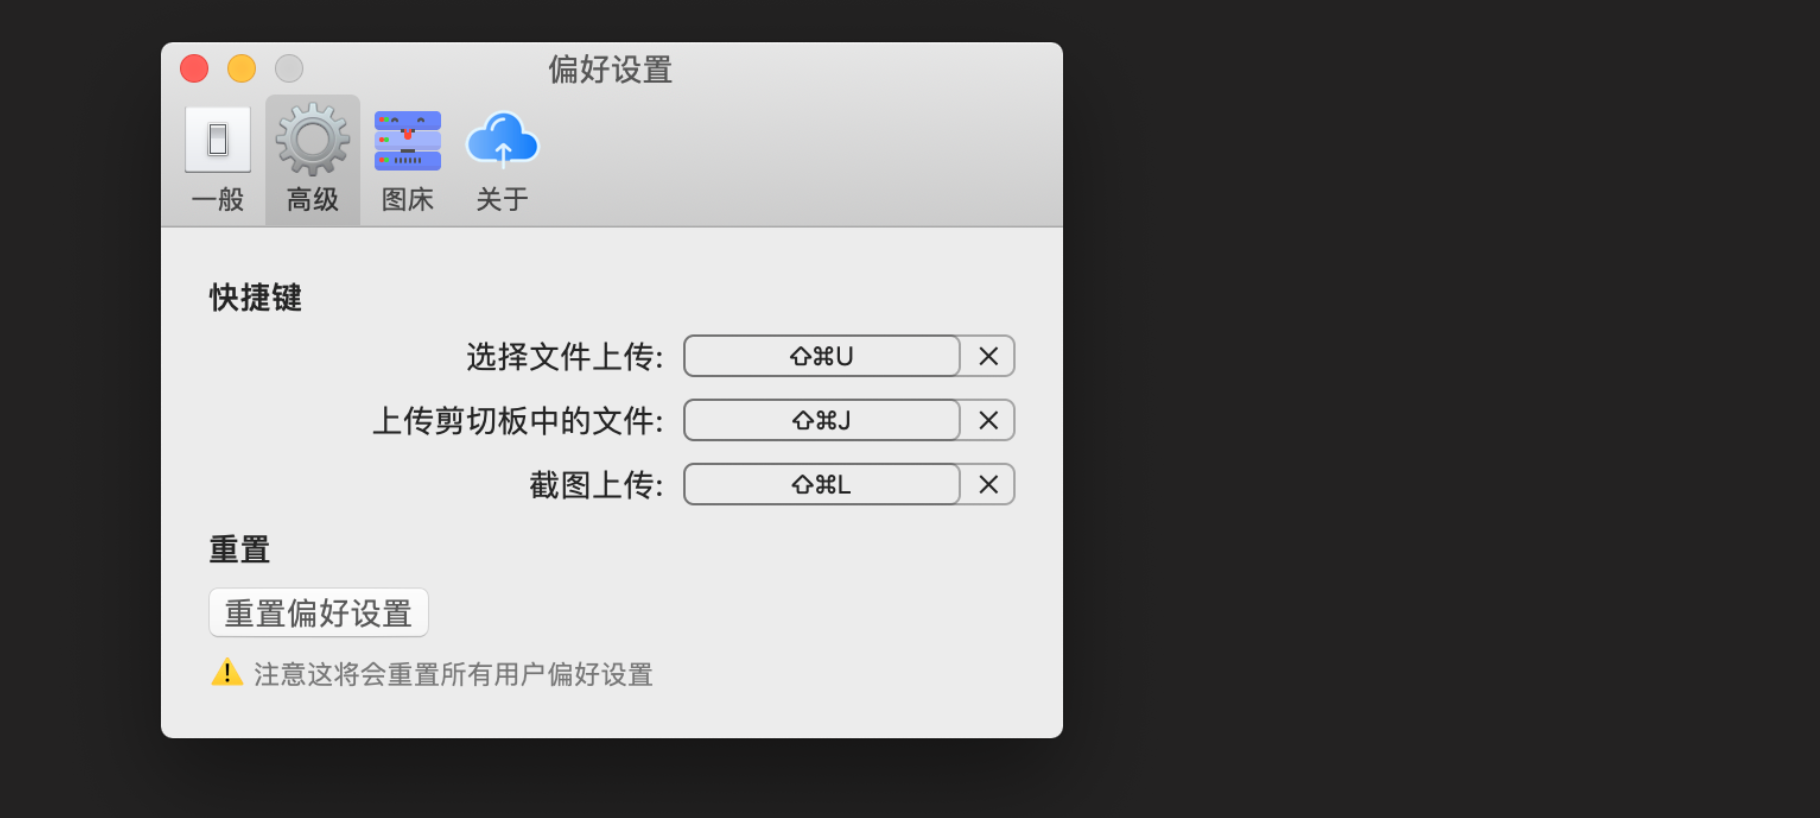 偏好设置
一般 高级 图床 关于
快捷键
选择文件上传: ⇧⌘U
上传剪切板中的文件: ⇧⌘J
截图上传: ⇧⌘L
重置
重置偏好设置
⚠️ 注意这将会重置所有用户偏好设置